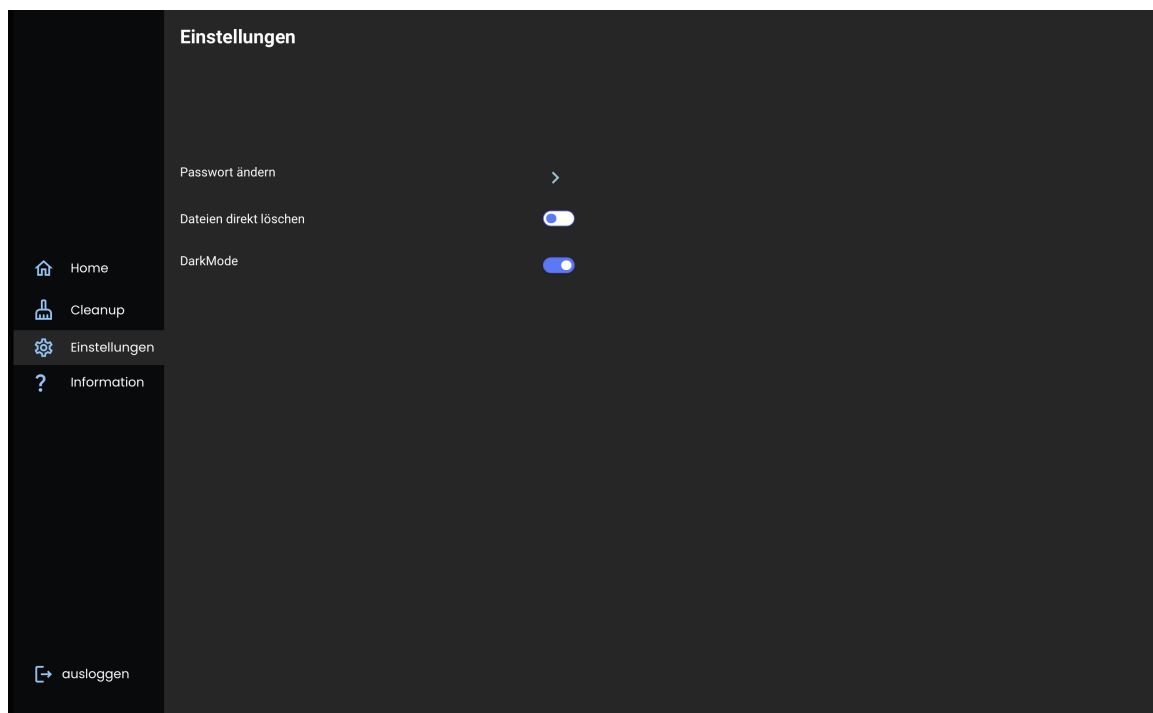 Einstellungen
Passwort ändern
Dateien direkt löschen
DarkMode
Home
Cleanup
Einstellungen
Information
ausloggen